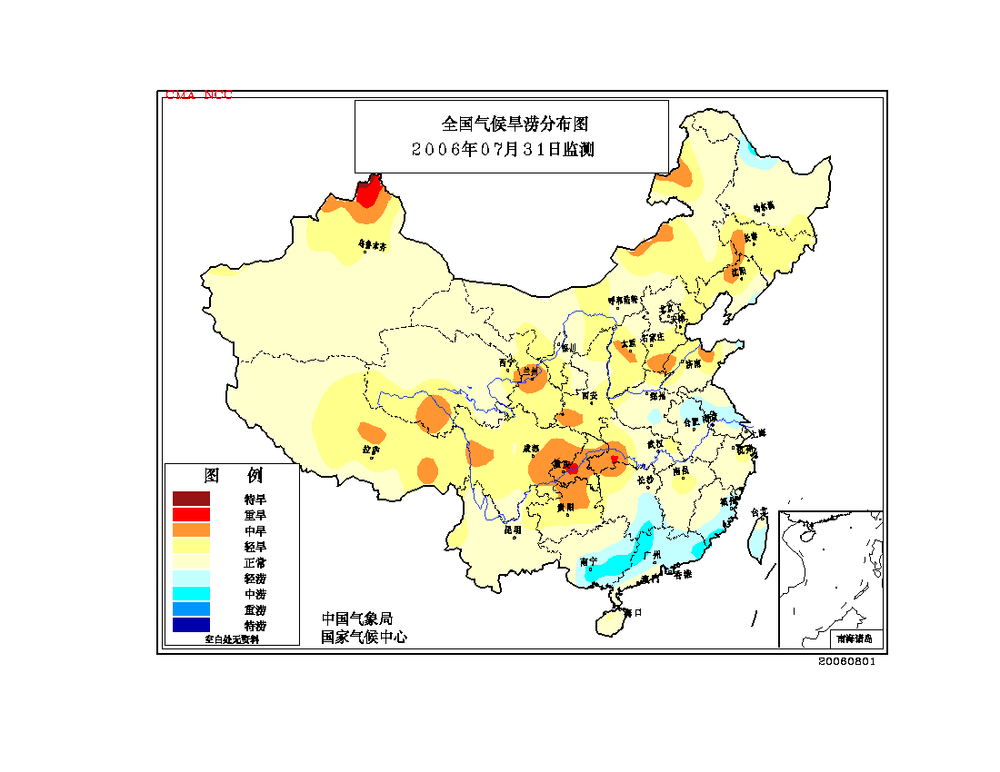 CMA NCC
全国气候旱涝分布图
2006年07月31日监测
哈尔滨
长春
乌鲁木齐
沈阳
呼和浩特
北京
天津
银川
太原
石家庄
西宁
济南
兰州
西安
郑州
合肥
南京
上海
拉萨
成都
武汉
杭州
重庆
长沙
南昌
贵阳
福州
台北
昆明
南宁
广州
澳门
香港
海口
图 例
特旱
重旱
中旱
轻旱
正常
轻涝
中涝
重涝
特涝
空白处无资料
中国气象局
国家气候中心
南海诸岛
20060801